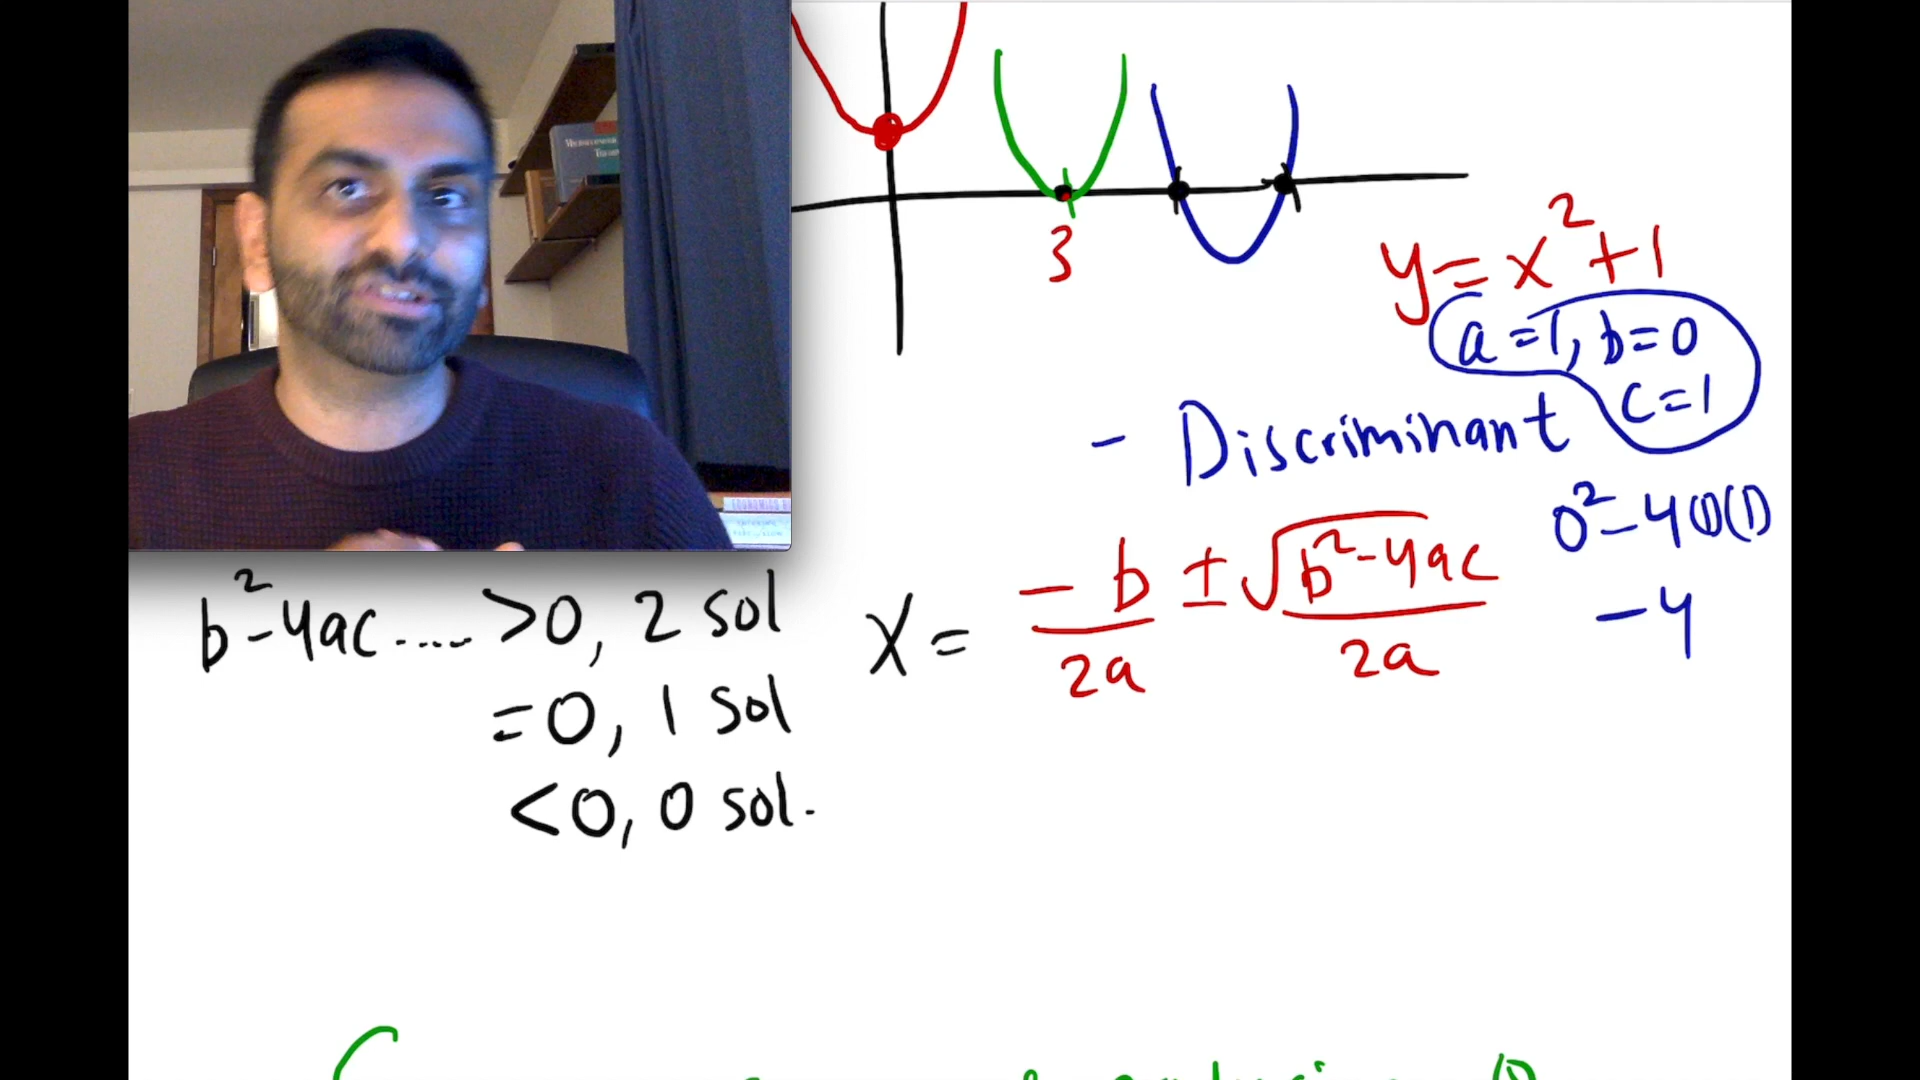 3
y = x² + 1
a = 1, b = 0
c = 1
- Discriminant
0² - 4(1)(1)
- 4
b² - 4ac ..... > 0, 2 sol
= 0, 1 sol
< 0, 0 sol.
x = - b / 2a ± √b² - 4ac / 2a